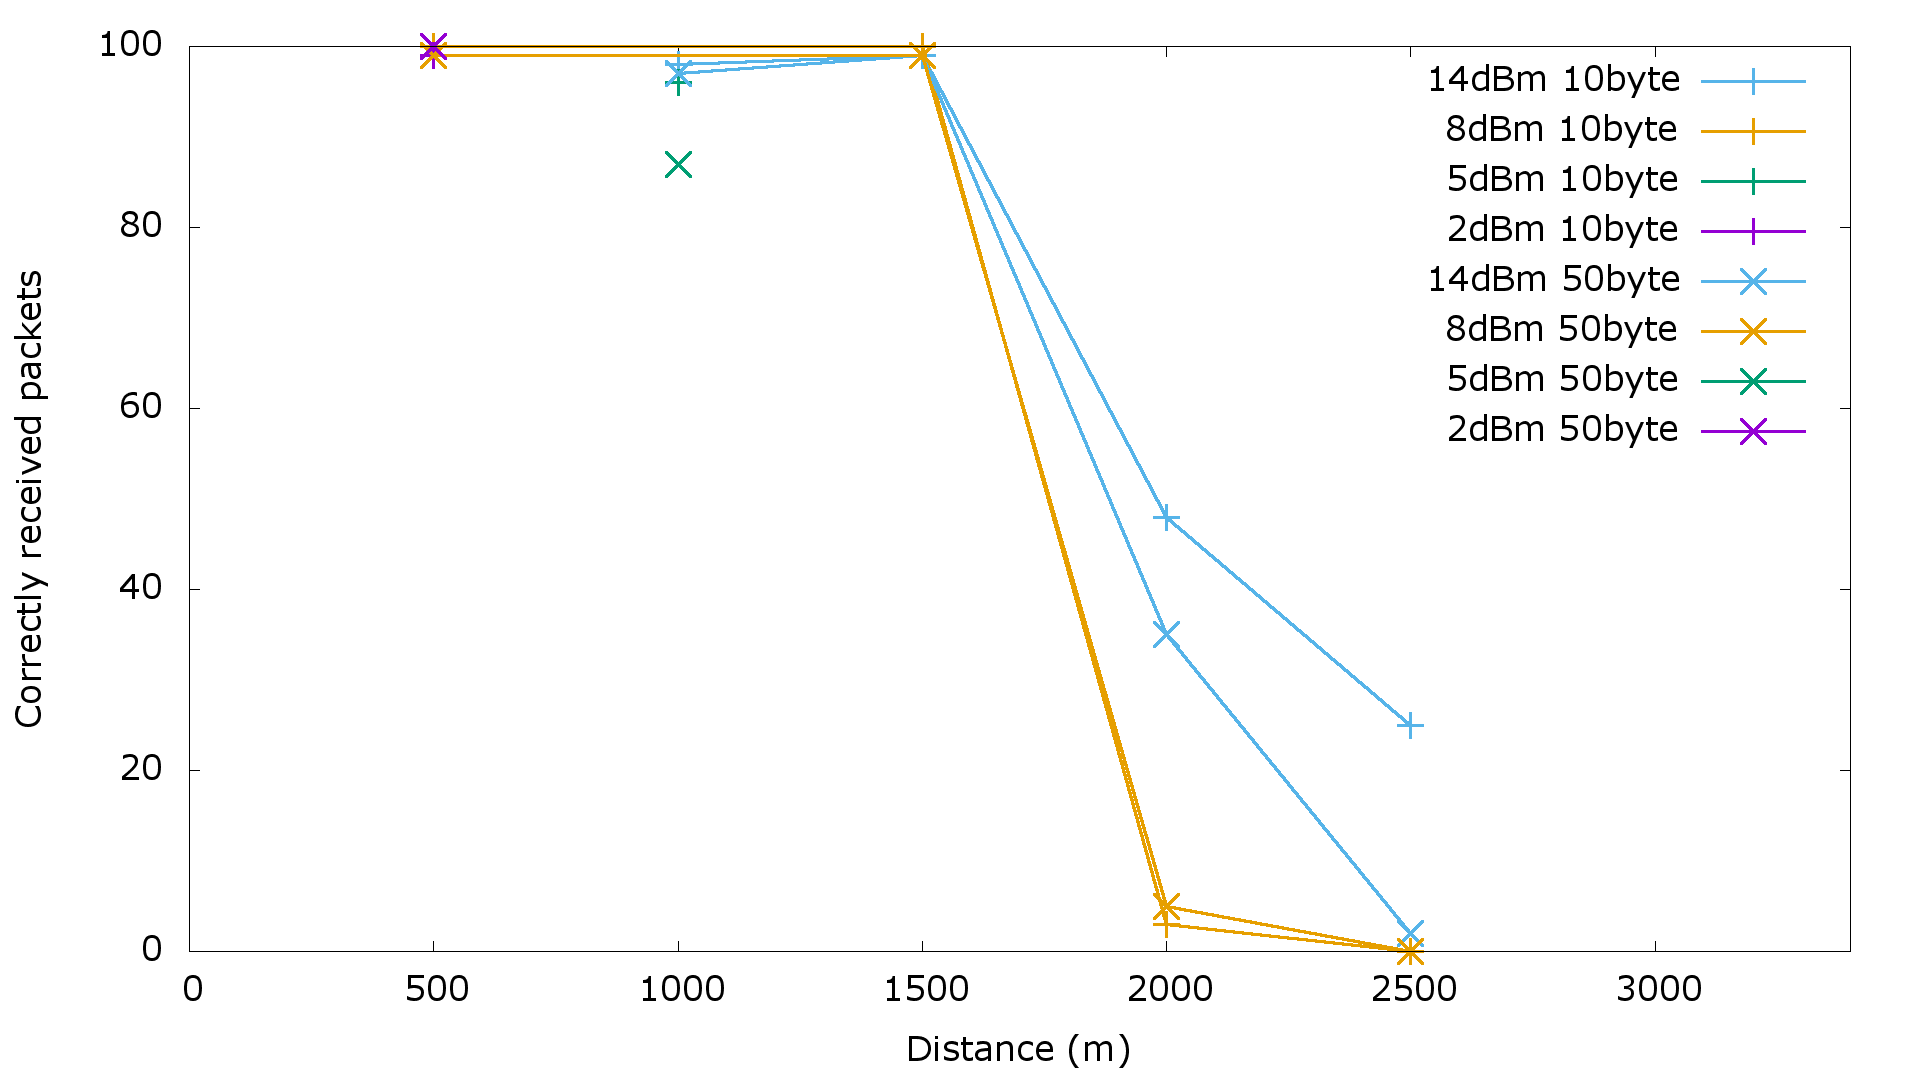 100
80
60
40
20
0
Correctly received packets
0 500 1000 1500 2000 2500 3000
Distance (m)
14dBm 10byte
8dBm 10byte
5dBm 10byte
2dBm 10byte
14dBm 50byte
8dBm 50byte
5dBm 50byte
2dBm 50byte